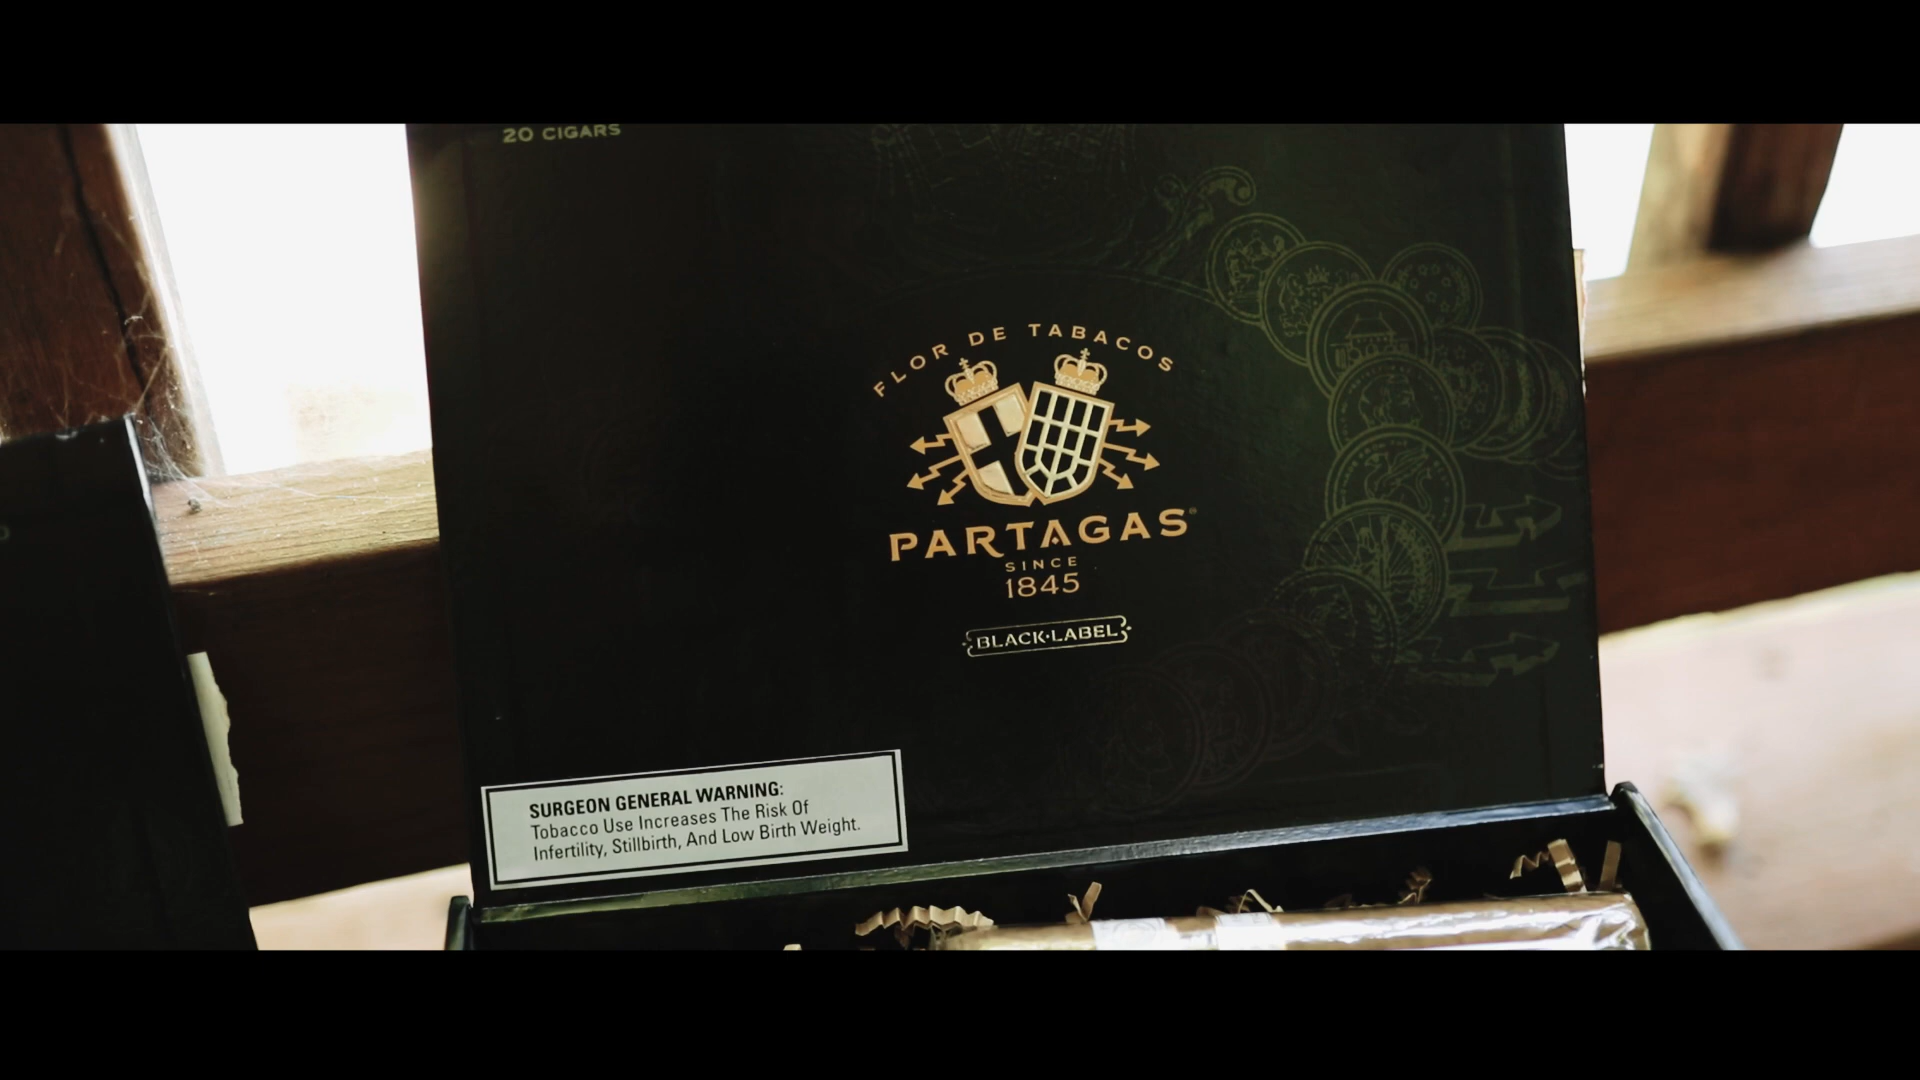 20 CIGARS
FLOR DE TABACOS
PARTAGAS®
SINCE
1845
BLACK·LABEL
SURGEON GENERAL WARNING:
Tobacco Use Increases The Risk Of
Infertility, Stillbirth, And Low Birth Weight.